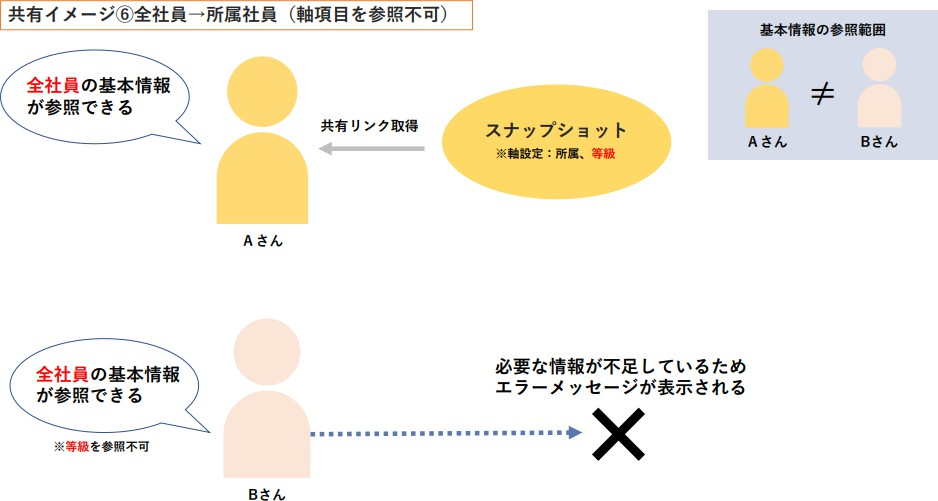 共有イメージ⑥全社員→所属社員（軸項目を参照不可）
基本情報の参照範囲
≠
Aさん
Bさん
全社員の基本情報
が参照できる
共有リンク取得
スナップショット
※軸設定：所属、等級
Aさん
全社員の基本情報
が参照できる
※等級を参照不可
必要な情報が不足しているため
エラーメッセージが表示される
Bさん